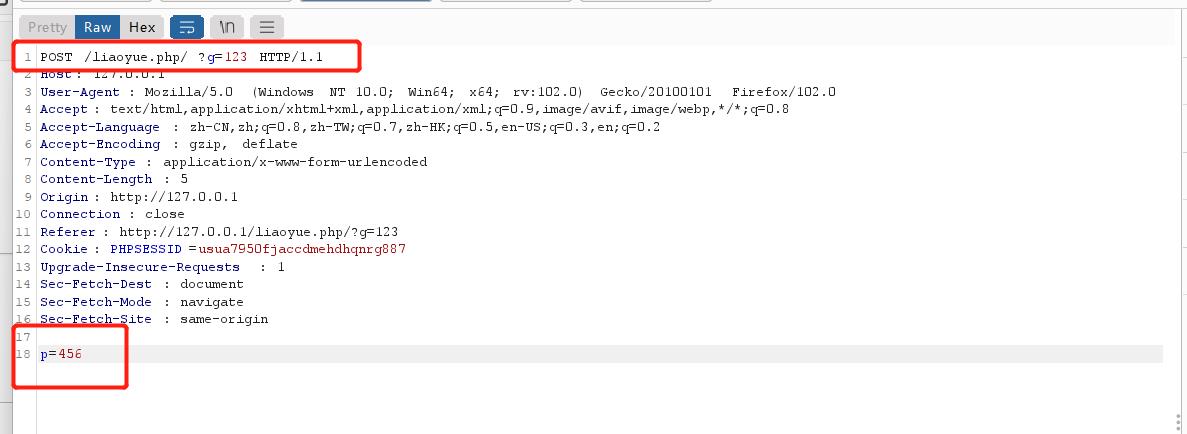 Pretty Raw Hex \n
1 POST /liaoyue.php/ ?g=123 HTTP/1.1
2 Host: 127.0.0.1
3 User-Agent : Mozilla/5.0 (Windows NT 10.0; Win64; x64; rv:102.0) Gecko/20100101 Firefox/102.0
4 Accept : text/html,application/xhtml+xml,application/xml;q=0.9,image/avif,image/webp,*/*;q=0.8
5 Accept-Language : zh-CN,zh;q=0.8,zh-TW;q=0.7,zh-HK;q=0.5,en-US;q=0.3,en;q=0.2
6 Accept-Encoding : gzip, deflate
7 Content-Type : application/x-www-form-urlencoded
8 Content-Length : 5
9 Origin : http://127.0.0.1
10 Connection : close
11 Referer : http://127.0.0.1/liaoyue.php/?g=123
12 Cookie : PHPSESSID =usua7950fjaccdmehdhqnrg887
13 Upgrade-Insecure-Requests : 1
14 Sec-Fetch-Dest : document
15 Sec-Fetch-Mode : navigate
16 Sec-Fetch-Site : same-origin
17
18 p=456